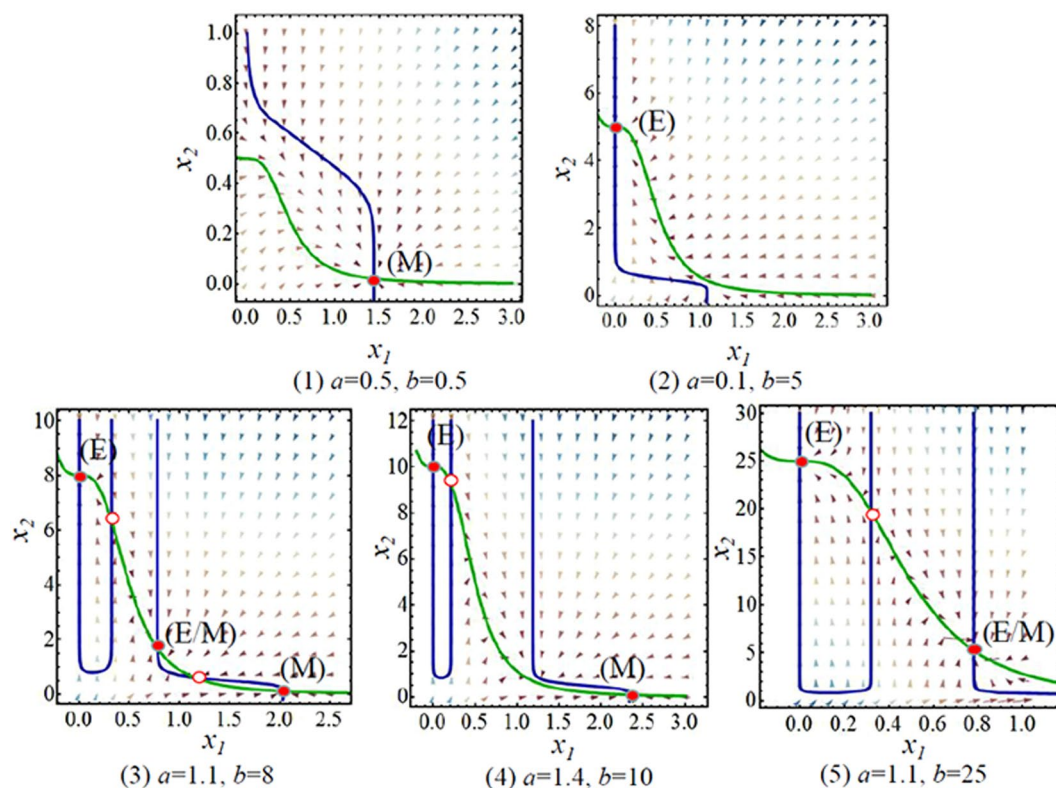 1.0
0.8
0.6
0.4
0.2
0.0
x2
(M)
0.0 0.5 1.0 1.5 2.0 2.5 3.0
x1
(1) a=0.5, b=0.5
8
6
4
2
0
x2
(E)
0.0 0.5 1.0 1.5 2.0 2.5 3.0
x1
(2) a=0.1, b=5
10
8
6
4
2
0
x2
(E)
(E/M)
(M)
0.0 0.5 1.0 1.5 2.0 2.5
x1
(3) a=1.1, b=8
12
10
8
6
4
2
0
x2
(E)
(M)
0.0 0.5 1.0 1.5 2.0 2.5 3.0
x1
(4) a=1.4, b=10
30
25
20
15
10
5
0
x2
(E)
(E/M)
0.0 0.2 0.4 0.6 0.8 1.0
x1
(5) a=1.1, b=25